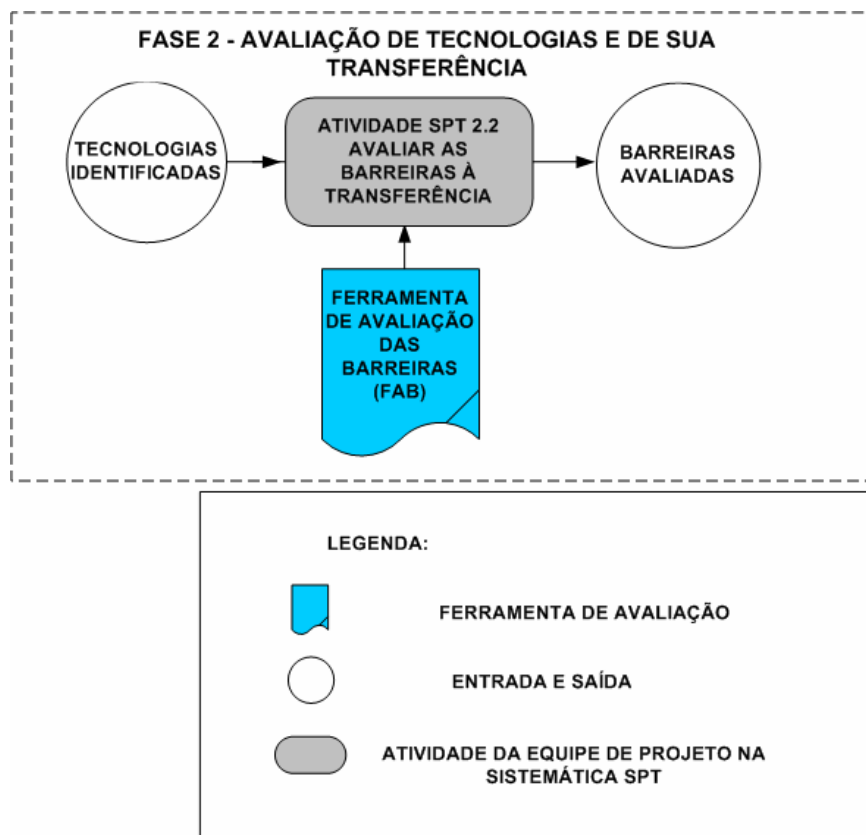 FASE 2 - AVALIAÇÃO DE TECNOLOGIAS E DE SUA
TRANSFERÊNCIA
TECNOLOGIAS
IDENTIFICADAS
ATIVIDADE SPT 2.2
AVALIAR AS
BARREIRAS À
TRANSFERÊNCIA
BARREIRAS
AVALIADAS
FERRAMENTA
DE AVALIAÇÃO
DAS
BARREIRAS
(FAB)
LEGENDA:
FERRAMENTA DE AVALIAÇÃO
ENTRADA E SAÍDA
ATIVIDADE DA EQUIPE DE PROJETO NA
SISTEMÁTICA SPT